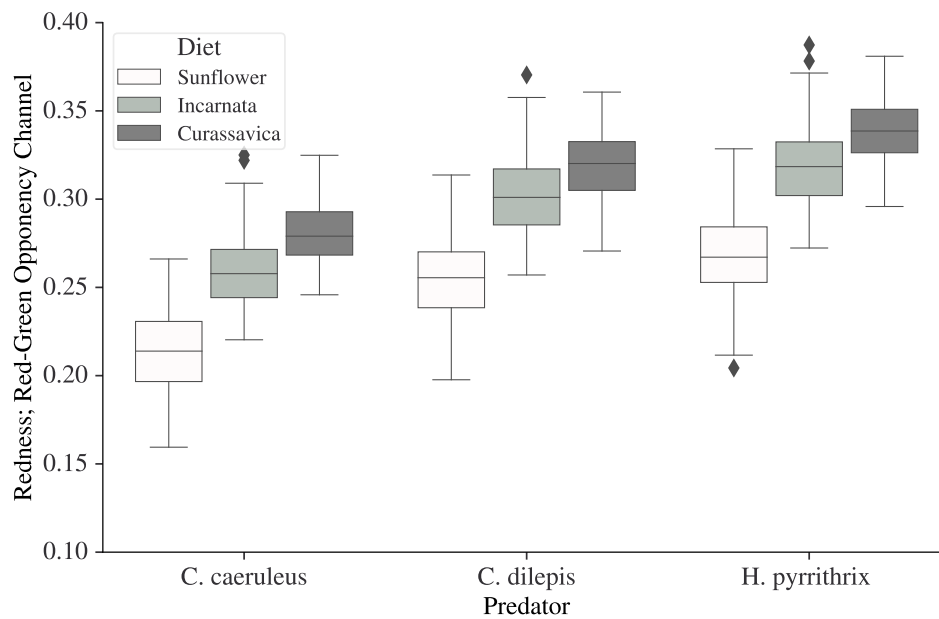 Redness; Red-Green Opponency Channel
0.40
0.35
0.30
0.25
0.20
0.15
0.10
Diet
Sunflower
Incarnata
Curassavica
C. caeruleus
C. dilepis
H. pyrrithrix
Predator